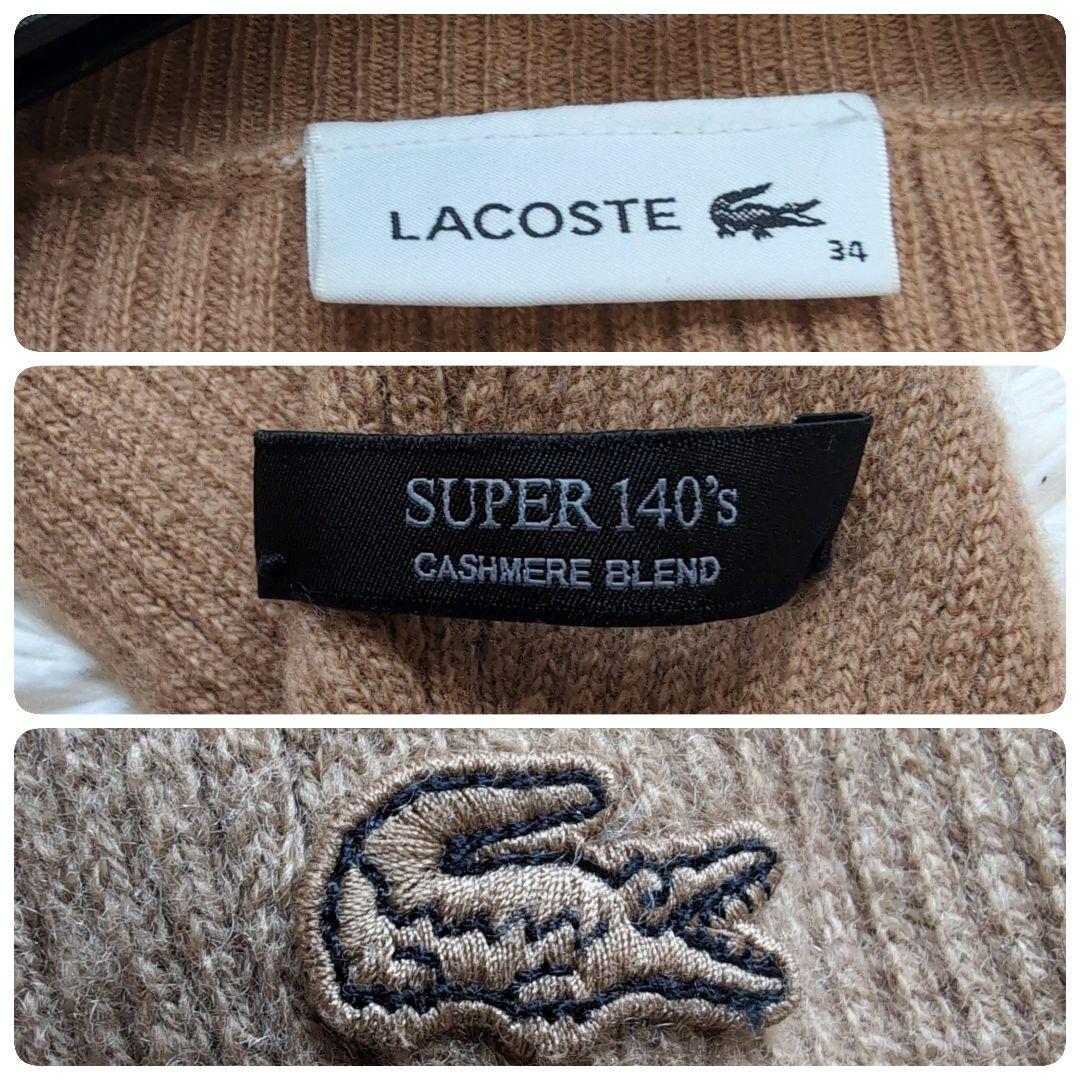 LACOSTE
34
SUPER 140's
CASHMERE BLEND